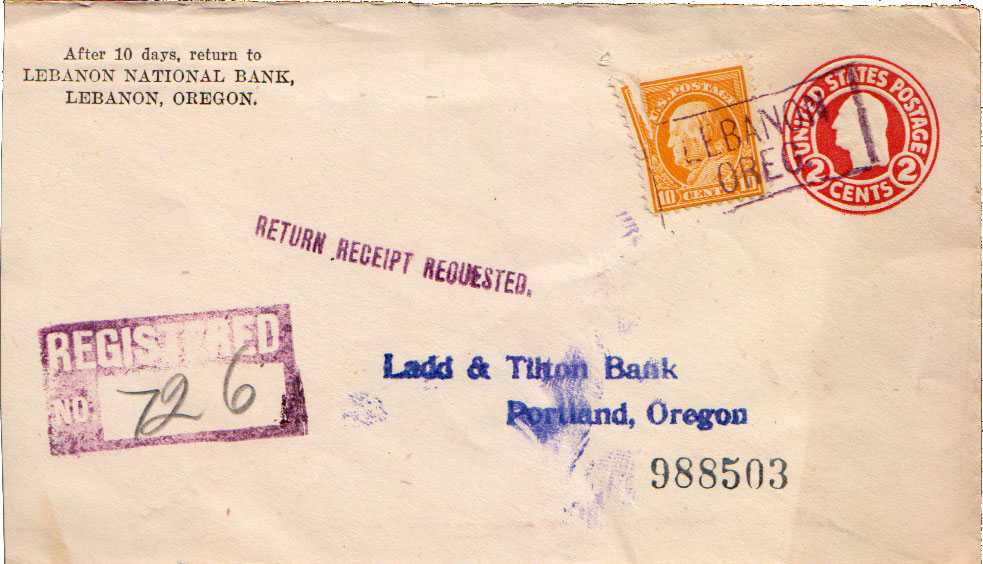 After 10 days, return to
LEBANON NATIONAL BANK,
LEBANON, OREGON.
U.S. POSTAGE
10 CENTS
LEBANON
OREG.
UNITED STATES POSTAGE
2 CENTS 2
RETURN RECEIPT REQUESTED.
REGISTERED
NO. 726
Ladd & Tilton Bank
Portland, Oregon
988503